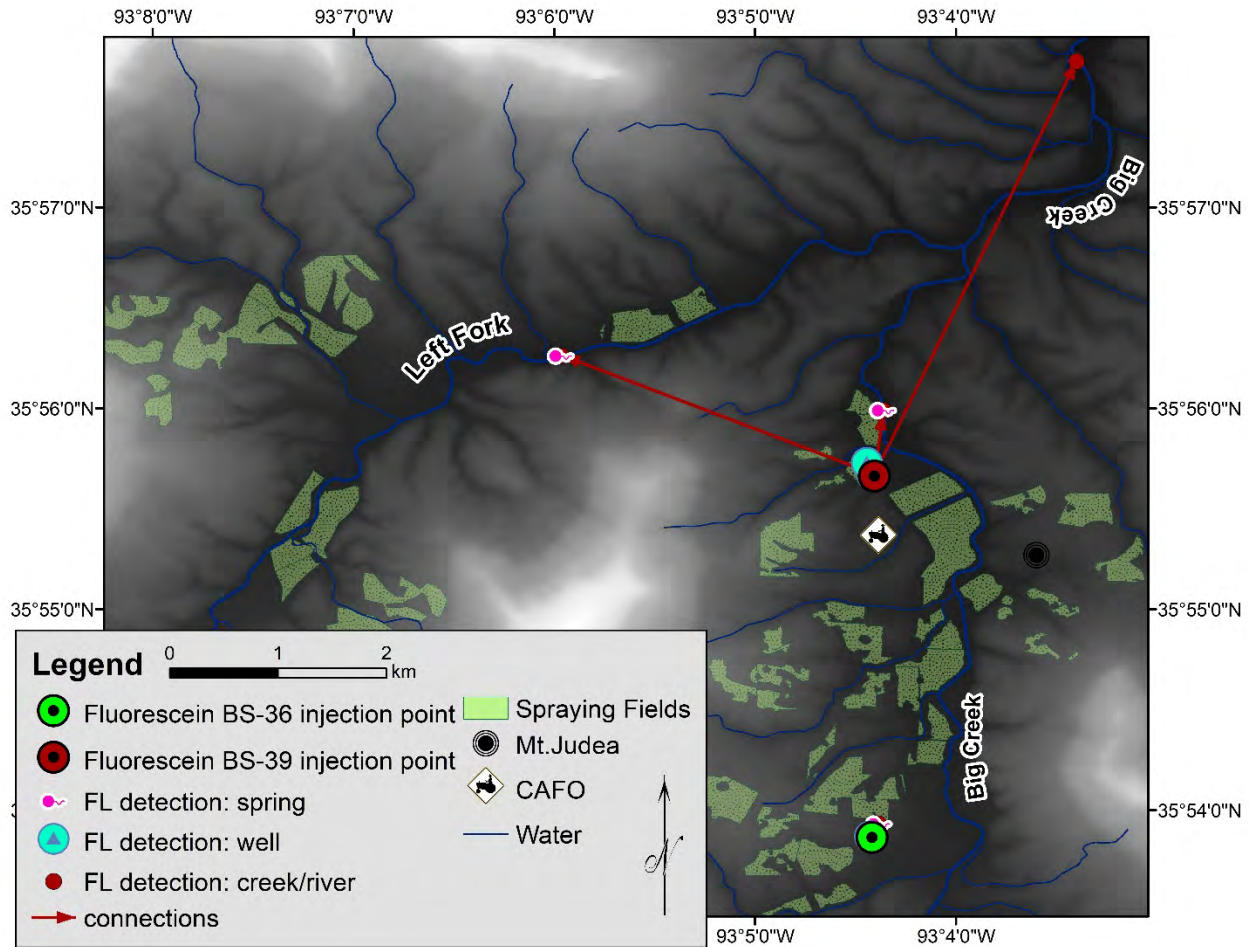 93°8'0"W 93°7'0"W 93°6'0"W 93°5'0"W 93°4'0"W
35°57'0"N 35°57'0"N
Big Creek
Left Fork
35°56'0"N 35°56'0"N
35°55'0"N 35°55'0"N
Legend
0 1 2
km
Fluorescein BS-36 injection point
Fluorescein BS-39 injection point
FL detection: spring
FL detection: well
FL detection: creek/river
connections
Spraying Fields
Mt.Judea
CAFO
Water
N
Big Creek
35°54'0"N
93°5'0"W 93°4'0"W